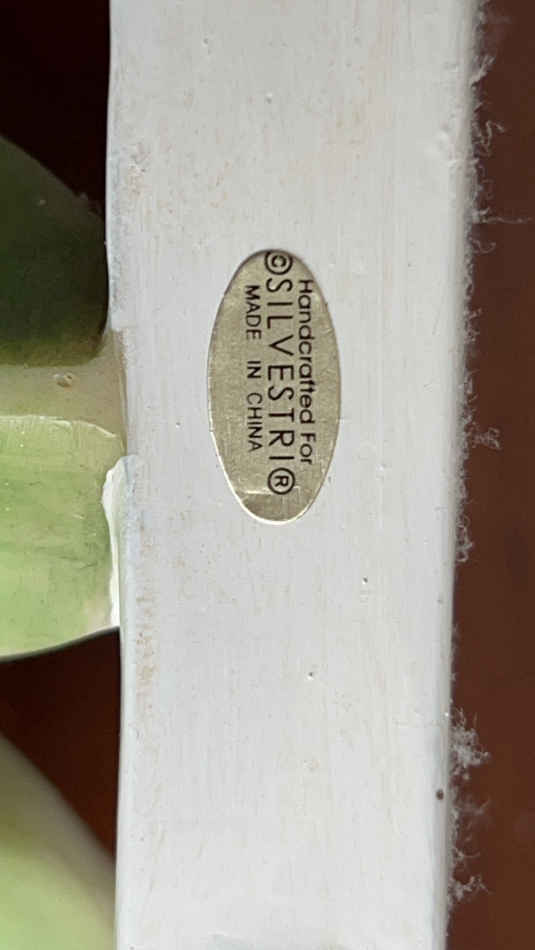 Handcrafted For
©SILVESTRI®
MADE IN CHINA